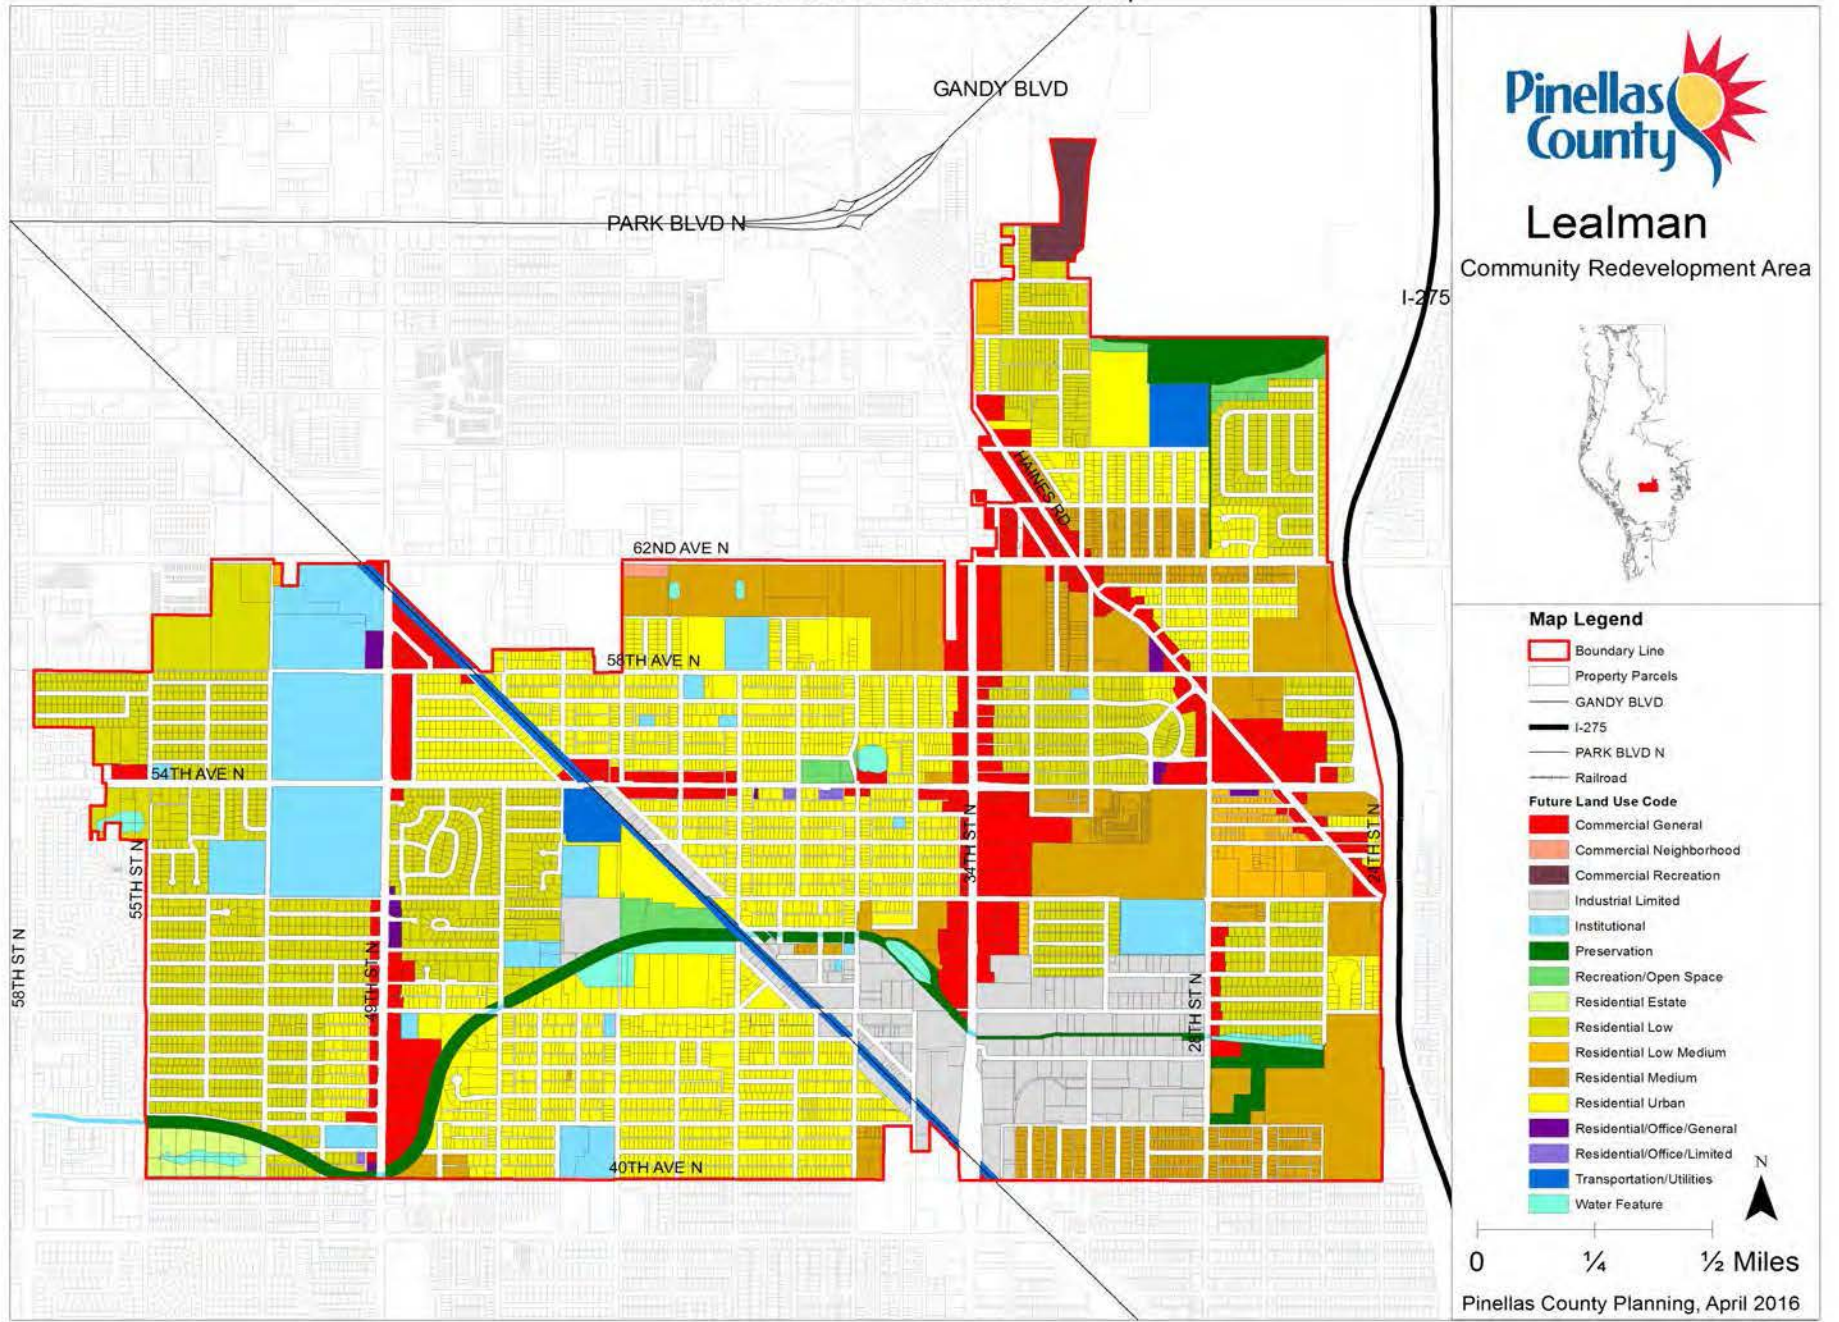 GANDY BLVD
PARK BLVD N
I-275
HAINES RD
62ND AVE N
58TH AVE N
54TH AVE N
34TH ST N
24TH ST N
55TH ST N
58TH ST N
49TH ST N
28TH ST N
40TH AVE N
Pinellas
County
Lealman
Community Redevelopment Area
Map Legend
Boundary Line
Property Parcels
GANDY BLVD
I-275
PARK BLVD N
Railroad
Future Land Use Code
Commercial General
Commercial Neighborhood
Commercial Recreation
Industrial Limited
Institutional
Preservation
Recreation/Open Space
Residential Estate
Residential Low
Residential Low Medium
Residential Medium
Residential Urban
Residential/Office/General
Residential/Office/Limited
Transportation/Utilities
Water Feature
N
0 ¼ ½ Miles
Pinellas County Planning, April 2016